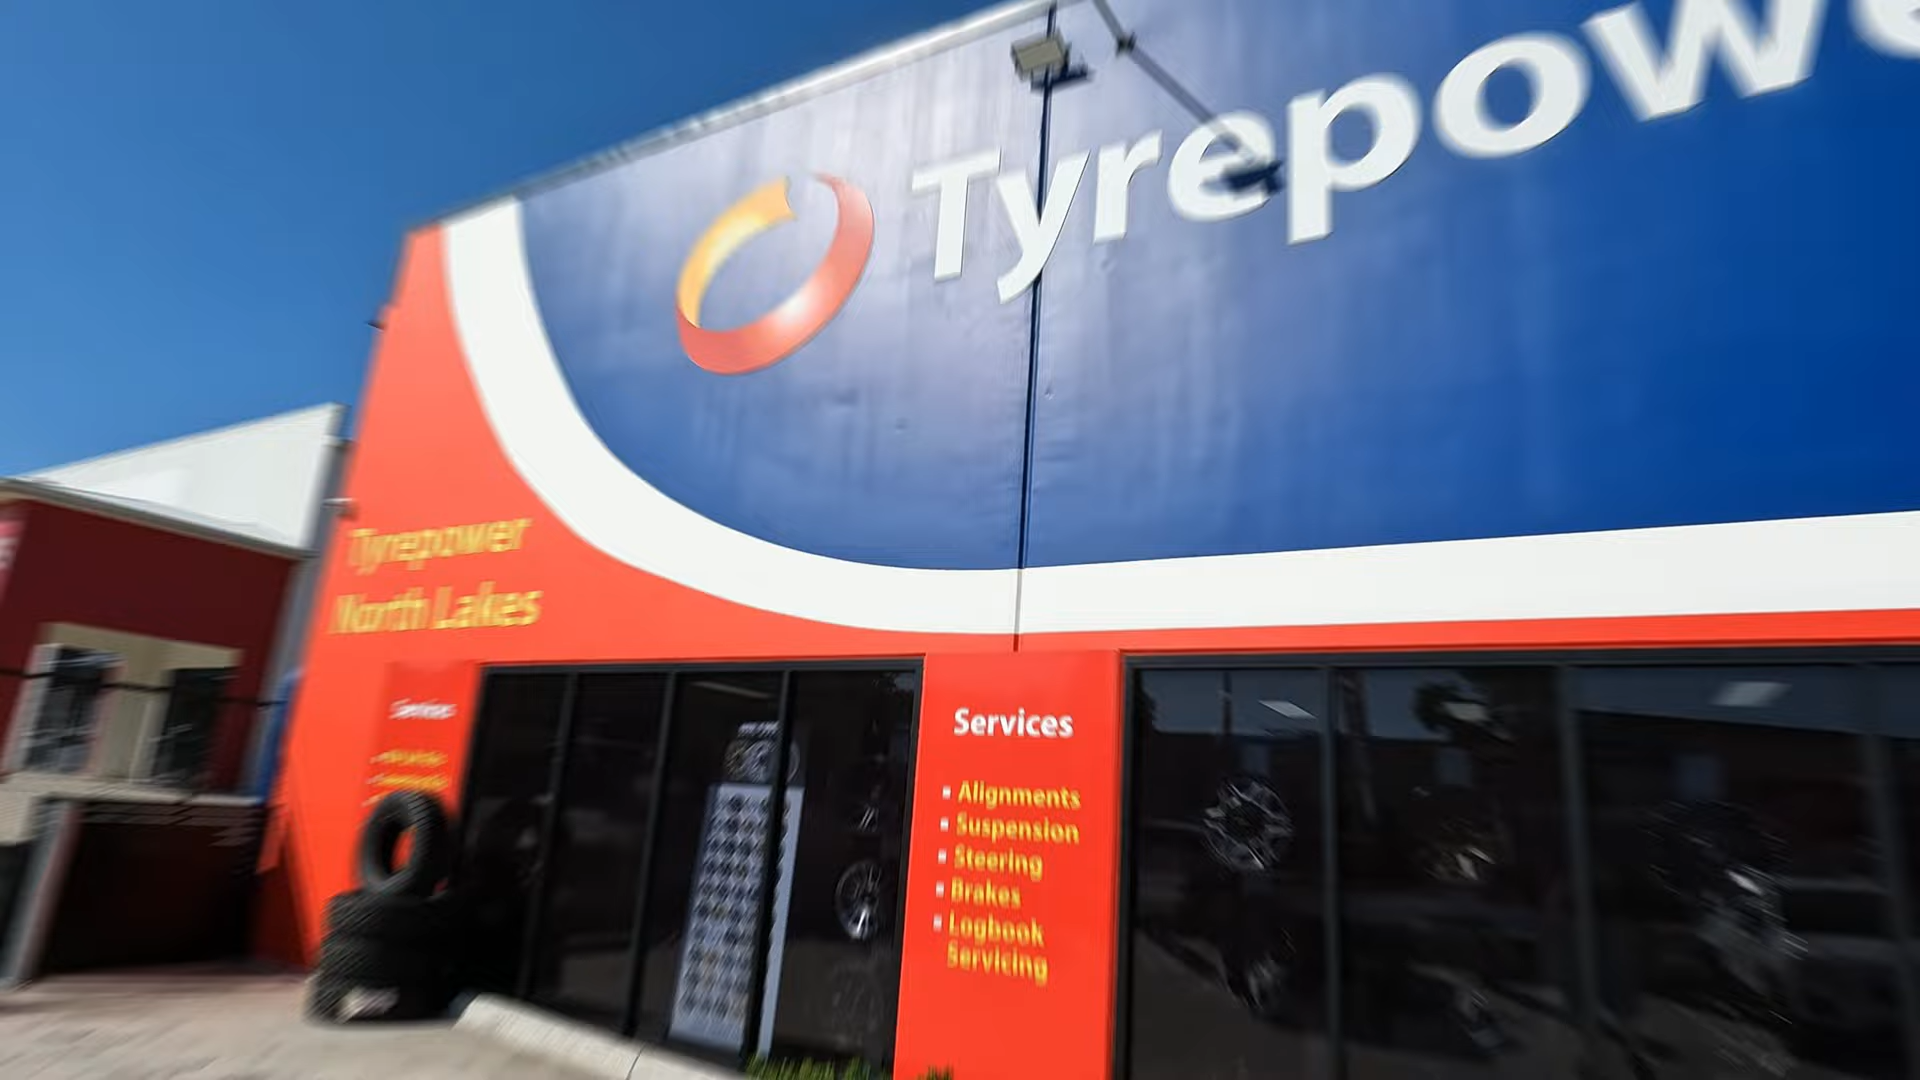 Tyrepowe
Tyrepower
North Lakes
Services
Services
▪ Alignments
▪ Suspension
▪ Steering
▪ Brakes
▪ Logbook
Servicing